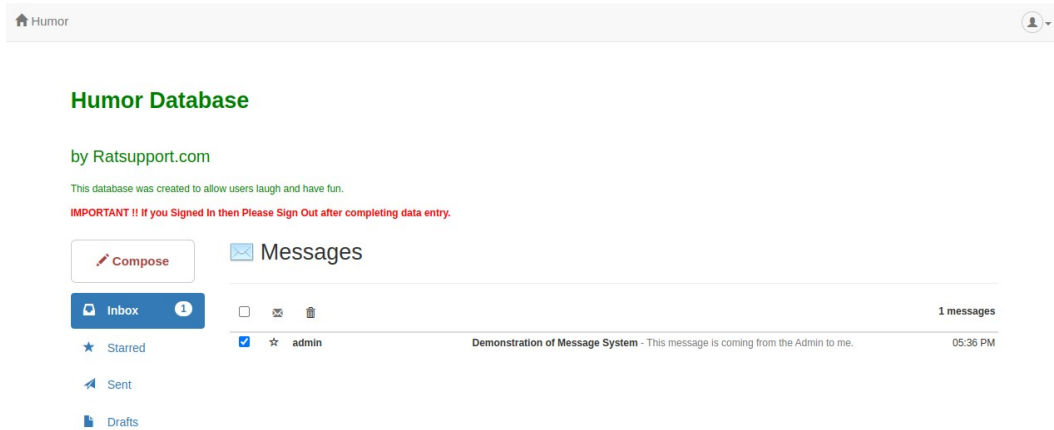 Humor
Humor Database
by Ratsupport.com
This database was created to allow users laugh and have fun.
IMPORTANT !! If you Signed In then Please Sign Out after completing data entry.
Compose
Messages
Inbox 1
1 messages
Starred
admin Demonstration of Message System - This message is coming from the Admin to me. 05:36 PM
Sent
Drafts